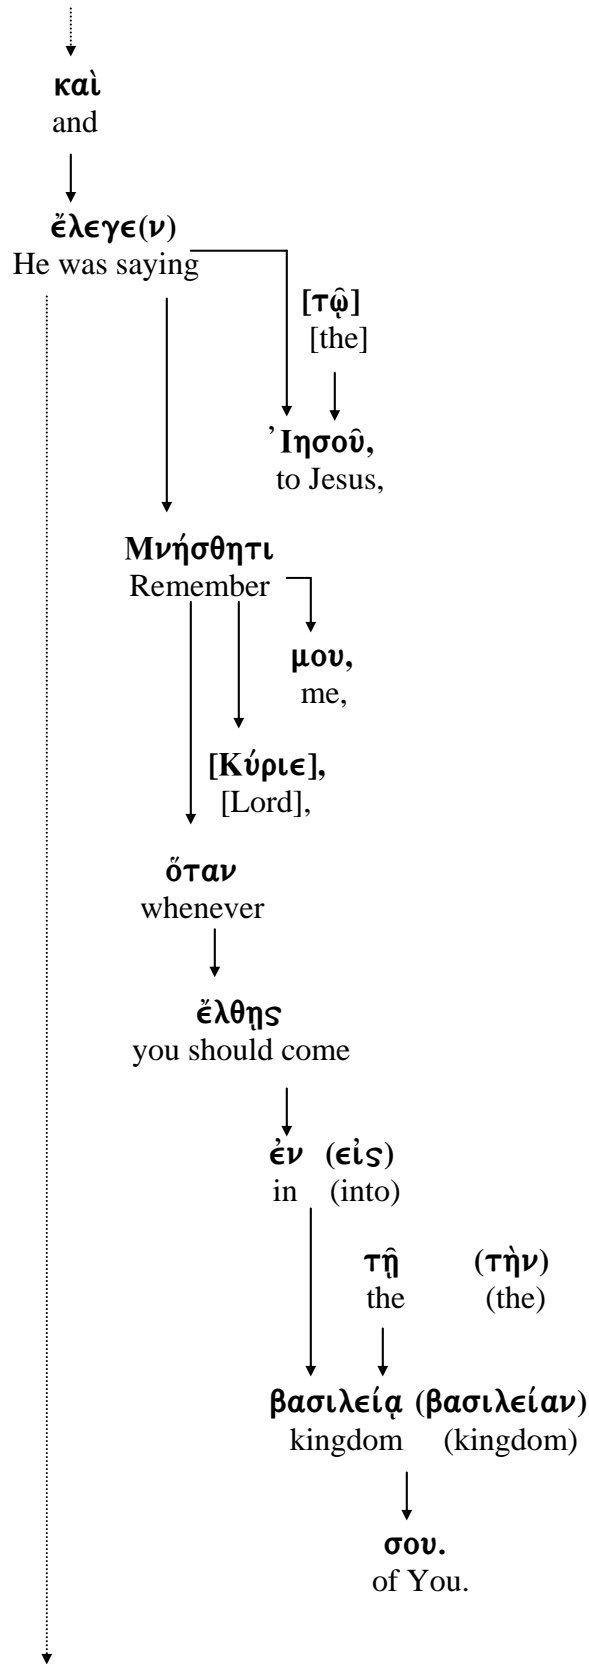 καὶ
and
ἔλεγε(ν)
He was saying
[τῷ]
[the]
Ἰησοῦ,
to Jesus,
Μνήσθητι
Remember
μου,
me,
[Κύριε],
[Lord],
ὅταν
whenever
ἔλθῃς
you should come
ἐν (εἰς)
in (into)
τῇ (τὴν)
the (the)
βασιλείᾳ (βασιλείαν)
kingdom (kingdom)
σου.
of You.